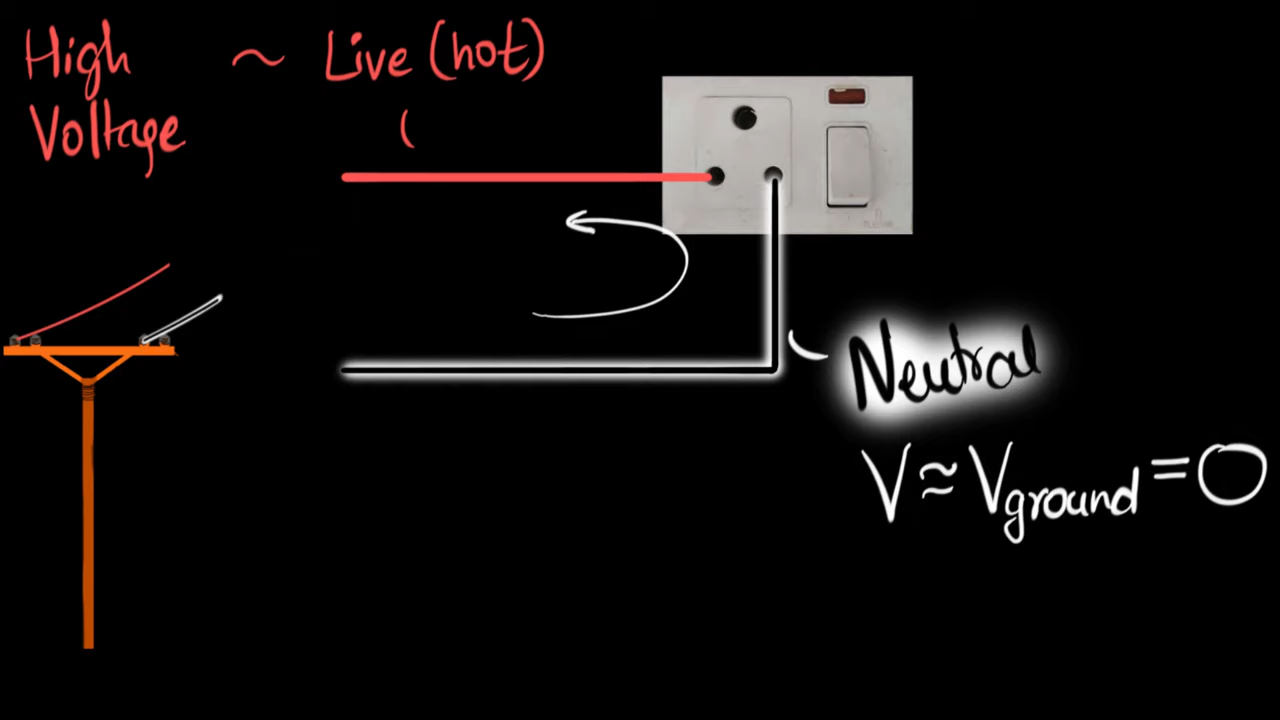 High ~ Live (hot)
Voltage
(
Neutral
V ≈ Vground = 0